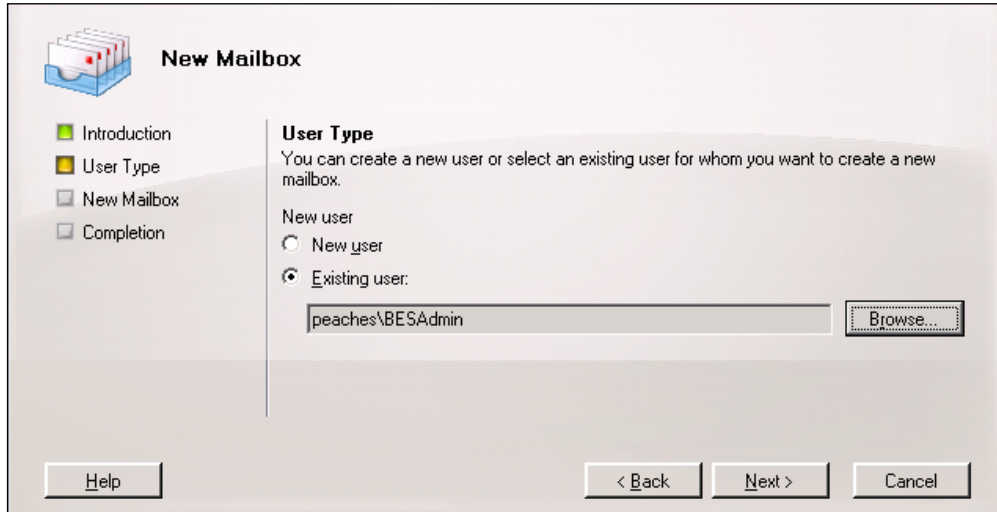 New Mailbox
Introduction
User Type
New Mailbox
Completion
User Type
You can create a new user or select an existing user for whom you want to create a new
mailbox.
New user
New user
Existing user:
peaches\BESAdmin
Browse...
Help
< Back
Next >
Cancel